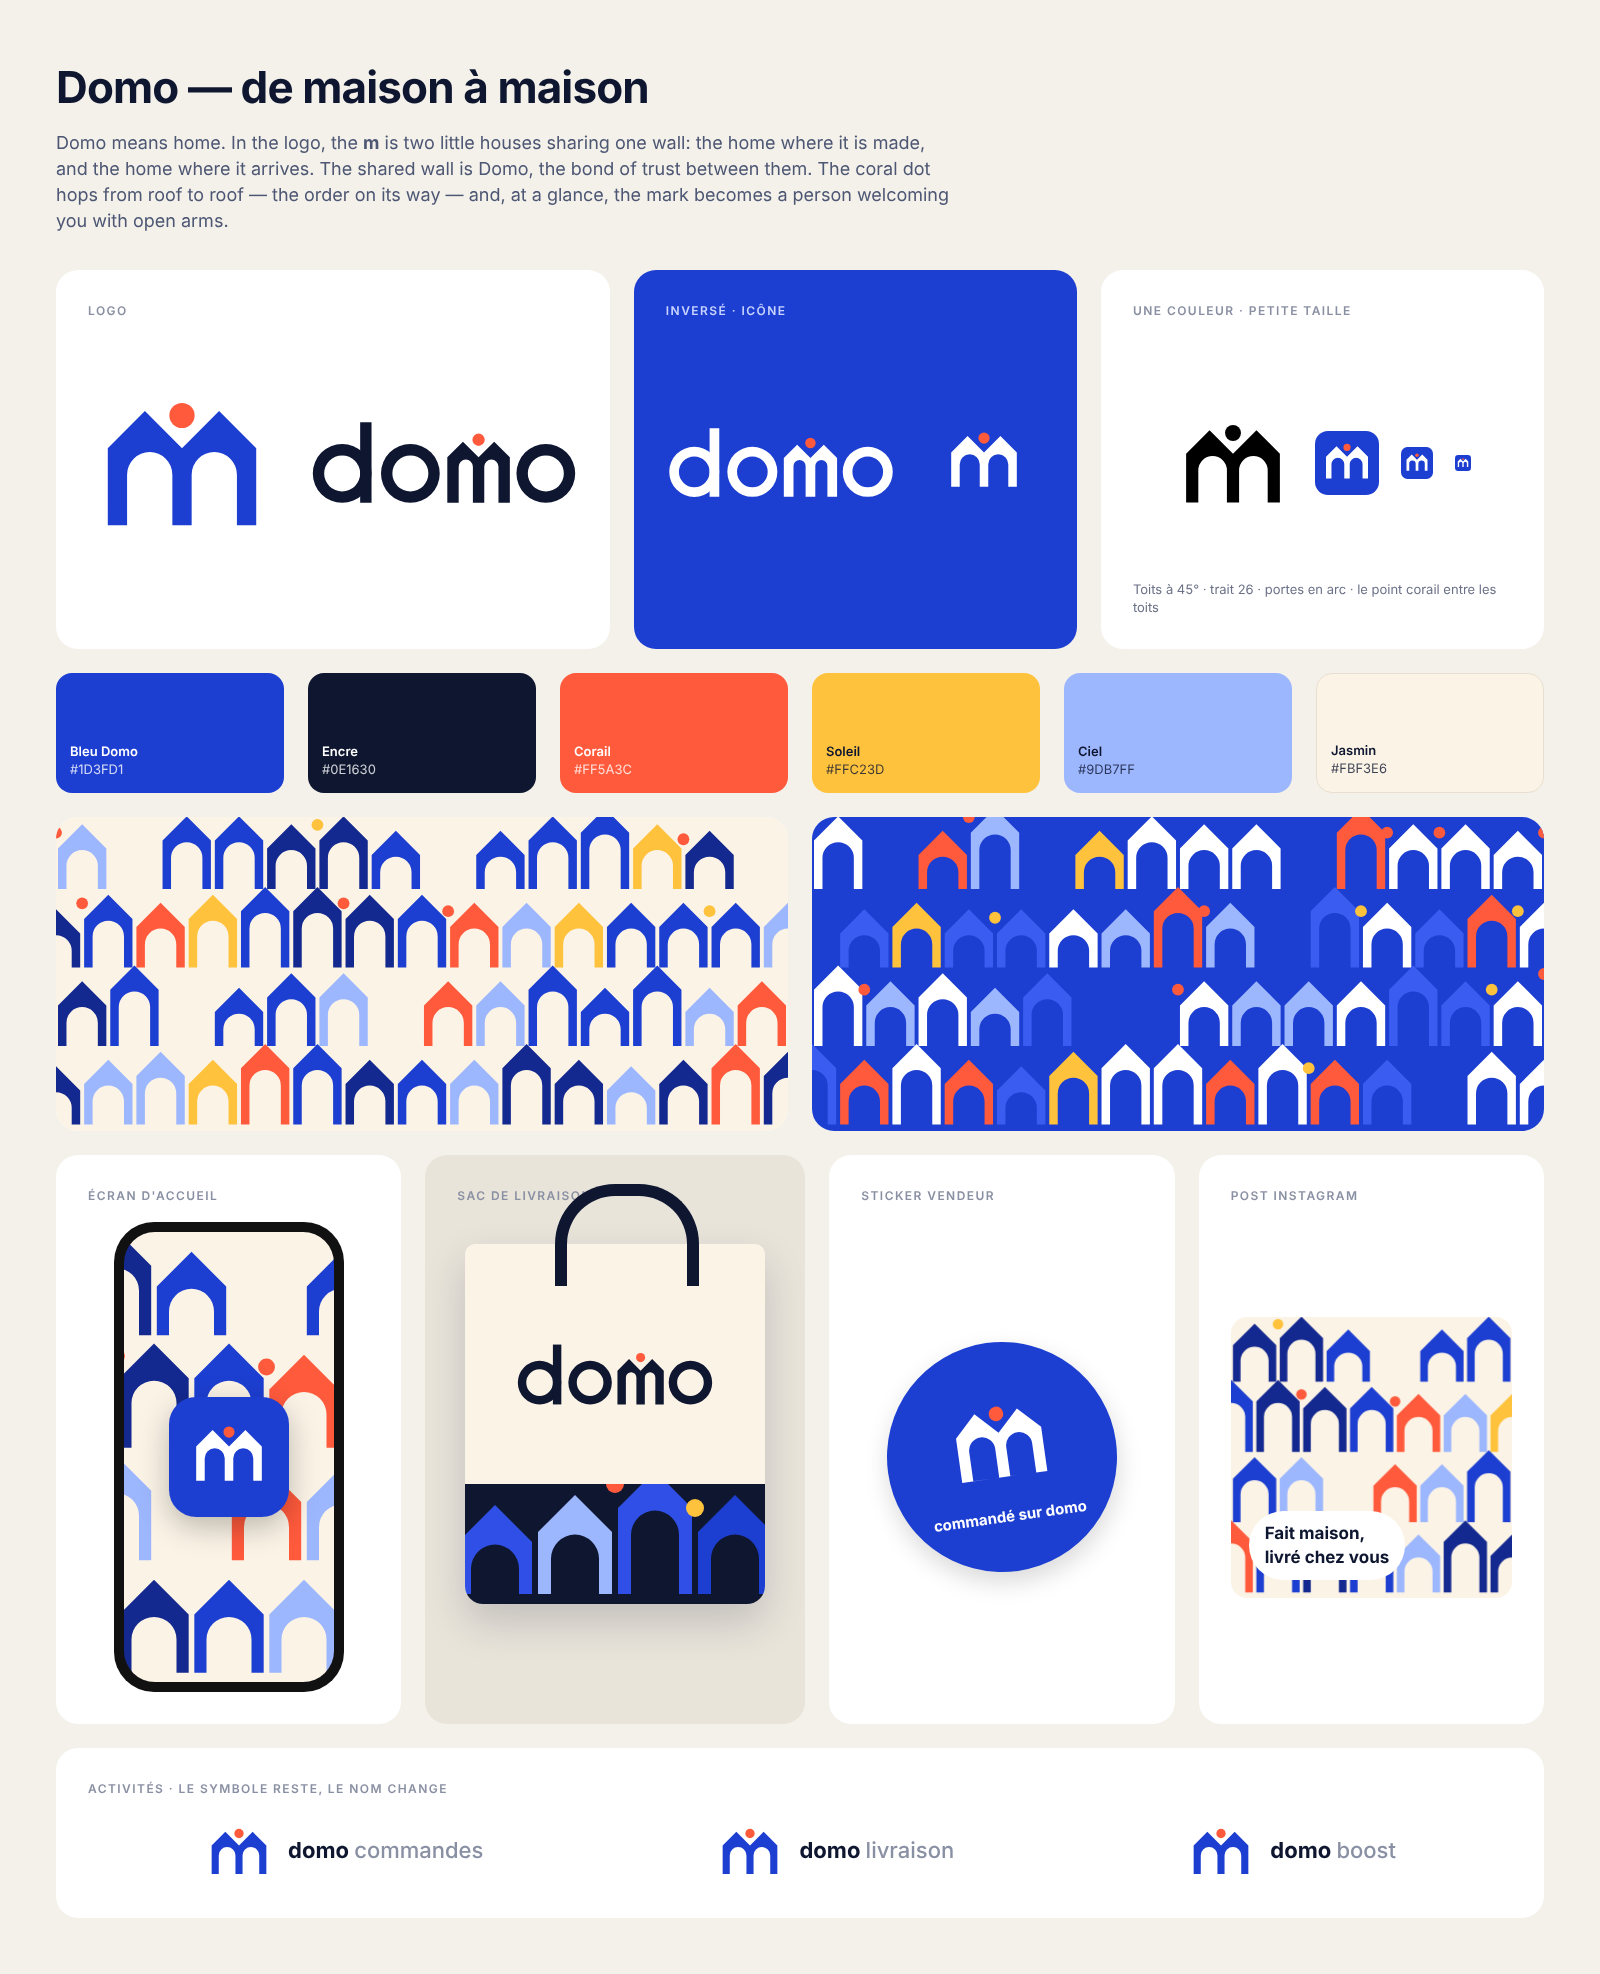 Domo — de maison à maison
Domo means home. In the logo, the m is two little houses sharing one wall: the home where it is made,
and the home where it arrives. The shared wall is Domo, the bond of trust between them. The coral dot
hops from roof to roof — the order on its way — and, at a glance, the mark becomes a person welcoming
you with open arms.
LOGO
domo
INVERSÉ · ICÔNE
domo
UNE COULEUR · PETITE TAILLE
Toits à 45° · trait 26 · portes en arc · le point corail entre les
toits
Bleu Domo
#1D3FD1
Encre
#0E1630
Corail
#FF5A3C
Soleil
#FFC23D
Ciel
#9DB7FF
Jasmin
#FBF3E6
ÉCRAN D'ACCUEIL
SAC DE LIVRAISON
domo
STICKER VENDEUR
commandé sur domo
POST INSTAGRAM
Fait maison,
livré chez vous
ACTIVITÉS · LE SYMBOLE RESTE, LE NOM CHANGE
domo commandes
domo livraison
domo boost